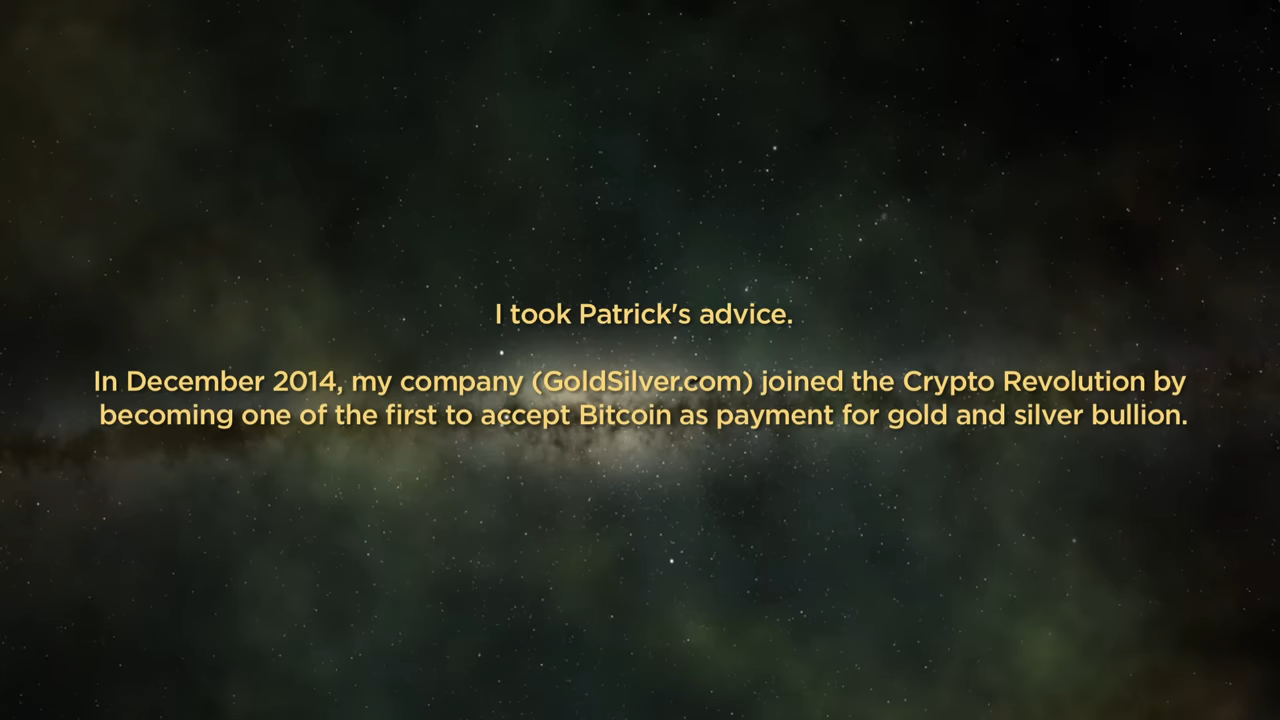 I took Patrick's advice.
In December 2014, my company (GoldSilver.com) joined the Crypto Revolution by
becoming one of the first to accept Bitcoin as payment for gold and silver bullion.